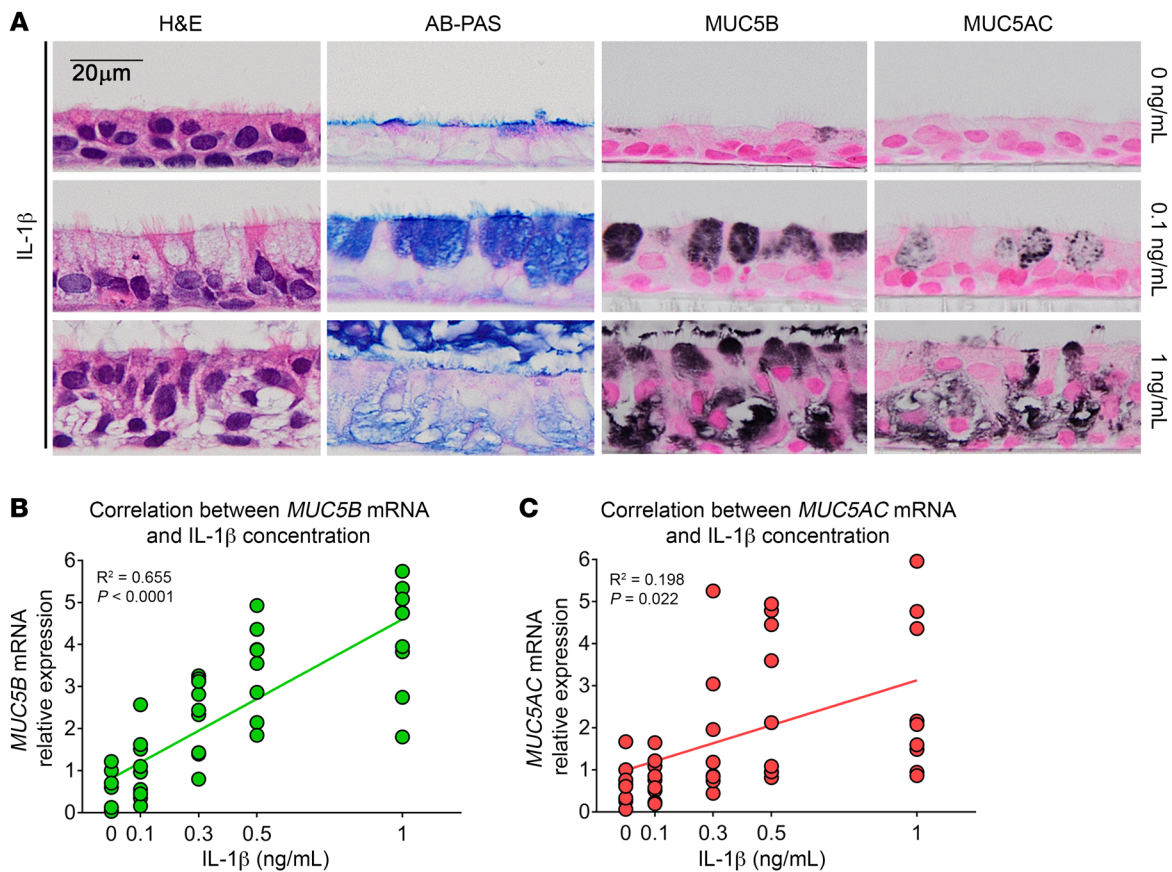 A
H&E AB-PAS MUC5B MUC5AC
20μm
IL-1β
0 ng/mL
0.1 ng/mL
1 ng/mL
B
Correlation between MUC5B mRNA
and IL-1β concentration
R² = 0.655
P < 0.0001
MUC5B mRNA
relative expression
6
5
4
3
2
1
0
0 0.1 0.3 0.5 1
IL-1β (ng/mL)
C
Correlation between MUC5AC mRNA
and IL-1β concentration
R² = 0.198
P = 0.022
MUC5AC mRNA
relative expression
6
5
4
3
2
1
0
0 0.1 0.3 0.5 1
IL-1β (ng/mL)